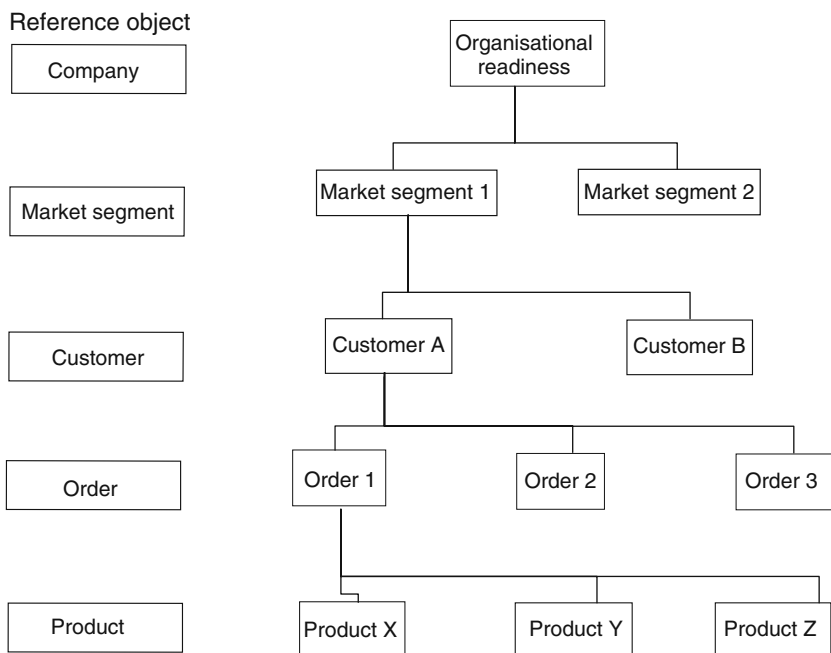 Reference object
Company
Organisational
readiness
Market segment
Market segment 1
Market segment 2
Customer
Customer A
Customer B
Order
Order 1
Order 2
Order 3
Product
Product X
Product Y
Product Z